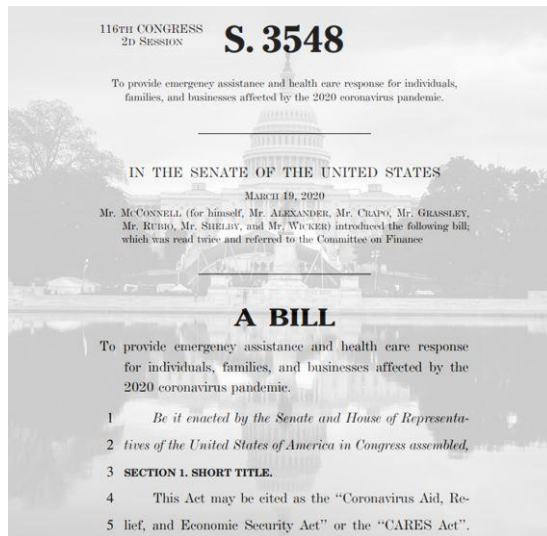 116TH CONGRESS
2D SESSION
S. 3548
To provide emergency assistance and health care response for individuals,
families, and businesses affected by the 2020 coronavirus pandemic.
IN THE SENATE OF THE UNITED STATES
MARCH 19, 2020
Mr. MCCONNELL (for himself, Mr. ALEXANDER, Mr. CRAPO, Mr. GRASSLEY,
Mr. RUBIO, Mr. SHELBY, and Mr. WICKER) introduced the following bill;
which was read twice and referred to the Committee on Finance
A BILL
To provide emergency assistance and health care response
for individuals, families, and businesses affected by the
2020 coronavirus pandemic.
1 Be it enacted by the Senate and House of Representa-
2 tives of the United States of America in Congress assembled,
3 SECTION 1. SHORT TITLE.
4 This Act may be cited as the “Coronavirus Aid, Re-
5 lief, and Economic Security Act” or the “CARES Act”.